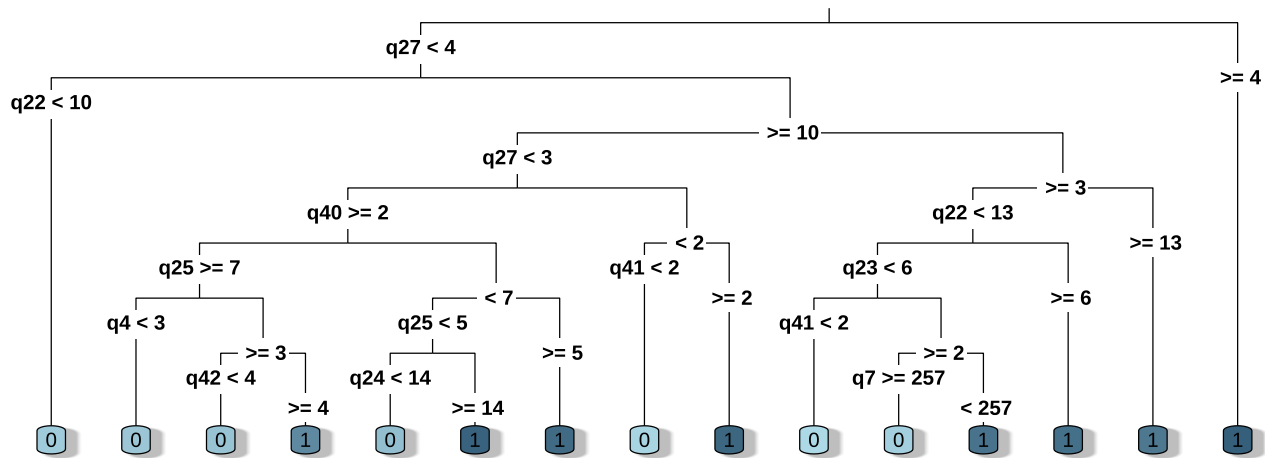 q27 < 4
>= 4
q22 < 10
>= 10
q27 < 3
>= 3
q40 >= 2
q22 < 13
< 2
>= 13
q25 >= 7
q41 < 2
q23 < 6
< 7
>= 2
>= 6
q4 < 3
q25 < 5
q41 < 2
>= 3
>= 5
>= 2
q42 < 4
q24 < 14
q7 >= 257
>= 4
>= 14
< 257
0 0 0 1 0 1 1 0 1 0 0 1 1 1 1